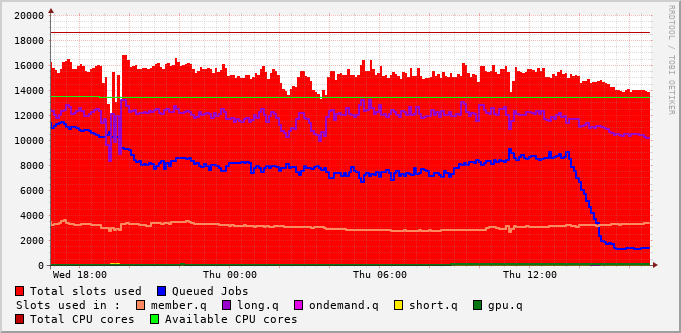 20000
18000
16000
14000
12000
10000
8000
6000
4000
2000
0
Wed 18:00 Thu 00:00 Thu 06:00 Thu 12:00
RRDTOOL / TOBI OETIKER
Total slots used Queued Jobs
Slots used in : member.q long.q ondemand.q short.q gpu.q
Total CPU cores Available CPU cores